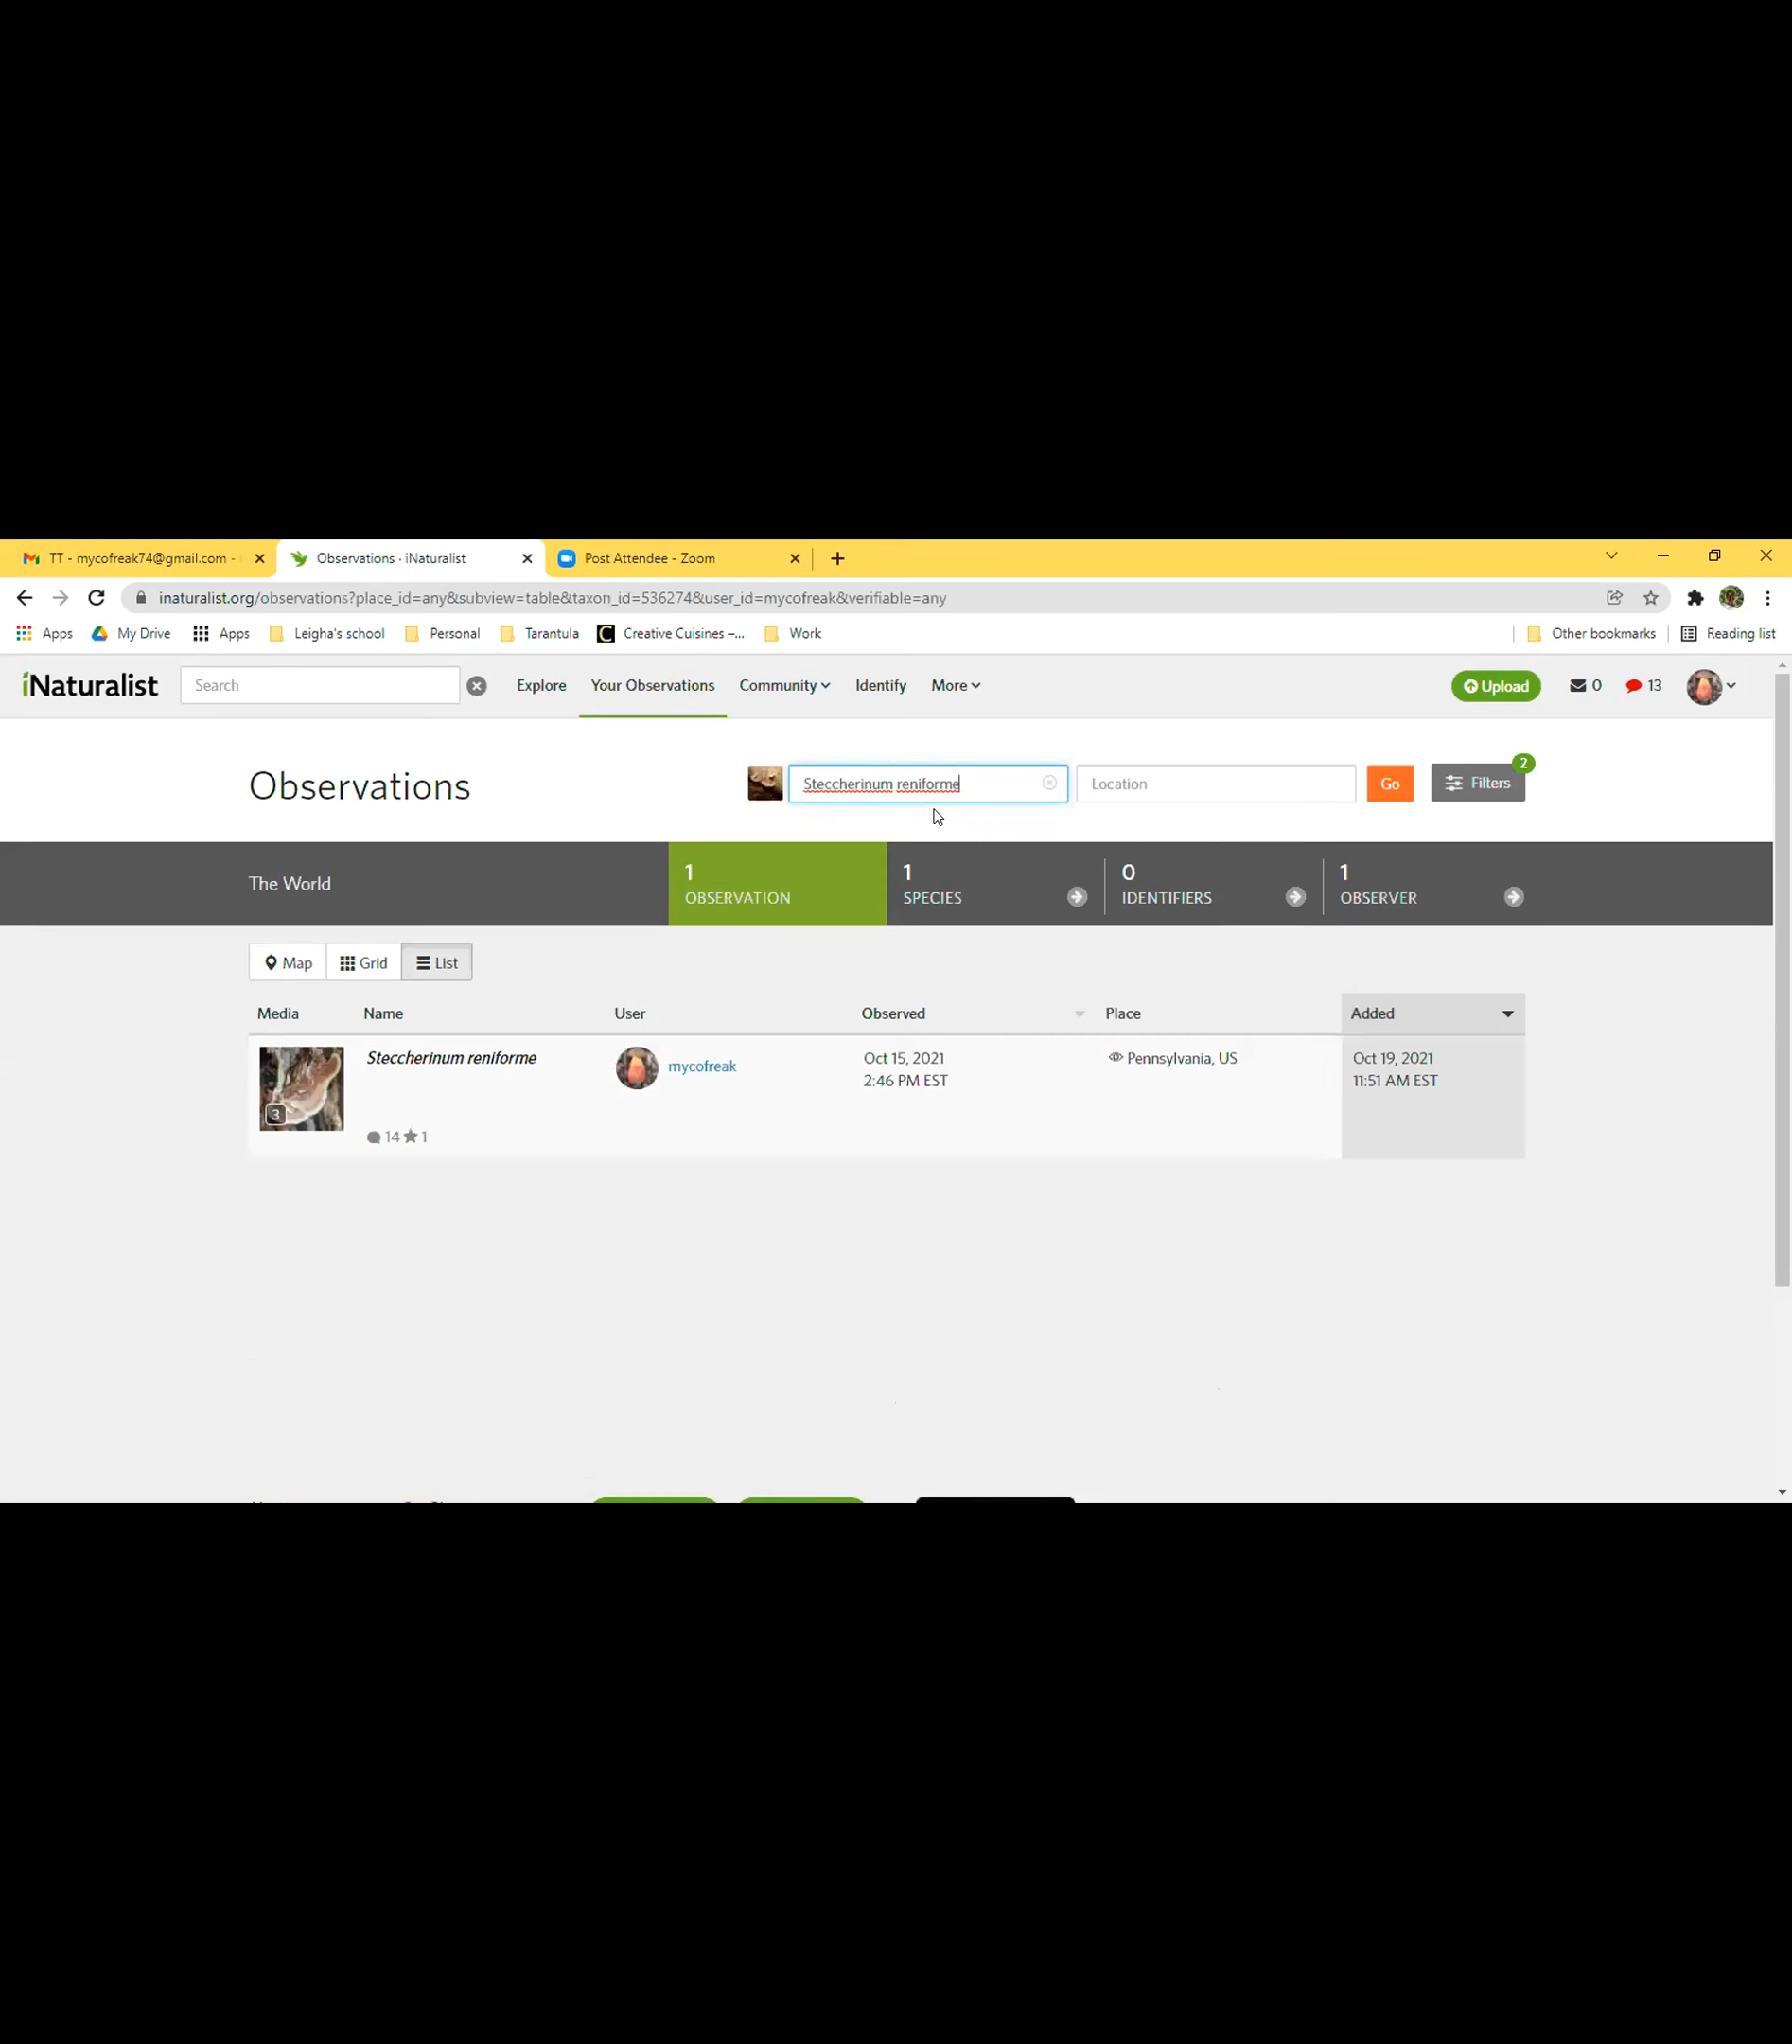 TT - mycofreak74@gmail.com -
Observations · iNaturalist
Post Attendee - Zoom
inaturalist.org/observations?place_id=any&subview=table&taxon_id=536274&user_id=mycofreak&verifiable=any
Apps My Drive Apps Leigha's school Personal Tarantula Creative Cuisines –... Work Other bookmarks Reading list
iNaturalist Search Explore Your Observations Community Identify More Upload 0 13
Observations Steccherinum reniforme Location Go Filters 2
The World
1 OBSERVATION
1 SPECIES
0 IDENTIFIERS
1 OBSERVER
Map Grid List
Media Name User Observed Place Added
Steccherinum reniforme mycofreak Oct 15, 2021 Pennsylvania, US Oct 19, 2021
2:46 PM EST 11:51 AM EST
3
14 1